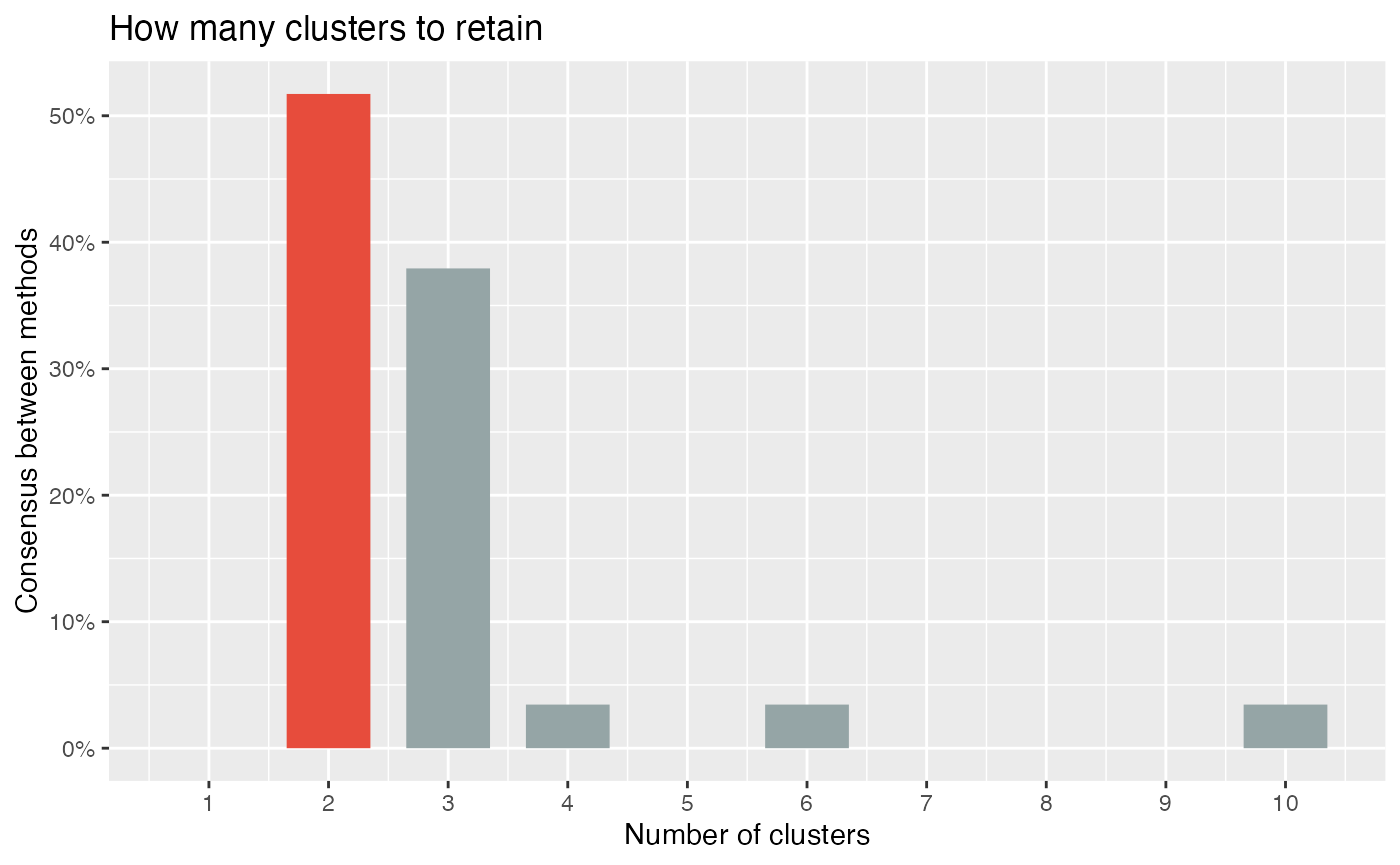 How many clusters to retain
Consensus between methods
50%
40%
30%
20%
10%
0%
1 2 3 4 5 6 7 8 9 10
Number of clusters